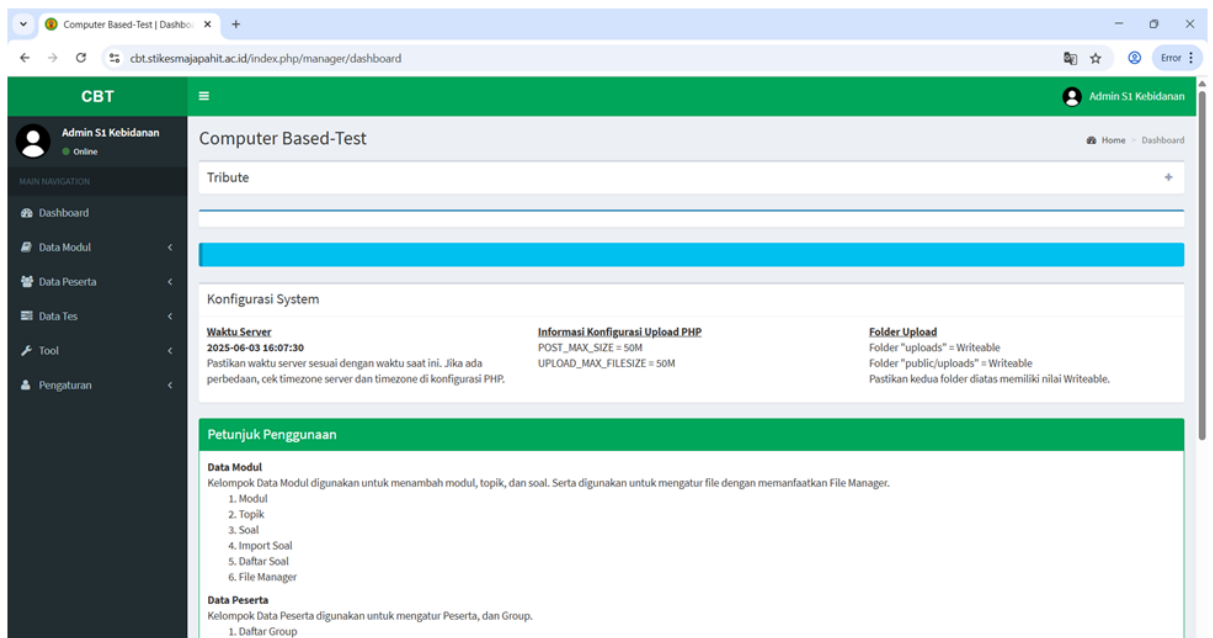 Computer Based-Test | Dashbo
cbt.stikesmajapahit.ac.id/index.php/manager/dashboard
Error
CBT
Admin S1 Kebidanan
Admin S1 Kebidanan
Online
MAIN NAVIGATION
Dashboard
Data Modul
Data Peserta
Data Tes
Tool
Pengaturan
Computer Based-Test
Home > Dashboard
Tribute
Konfigurasi System
Waktu Server
2025-06-03 16:07:30
Pastikan waktu server sesuai dengan waktu saat ini. Jika ada
perbedaan, cek timezone server dan timezone di konfigurasi PHP.
Informasi Konfigurasi Upload PHP
POST_MAX_SIZE = 50M
UPLOAD_MAX_FILESIZE = 50M
Folder Upload
Folder "uploads" = Writeable
Folder "public/uploads" = Writeable
Pastikan kedua folder diatas memiliki nilai Writeable.
Petunjuk Penggunaan
Data Modul
Kelompok Data Modul digunakan untuk menambah modul, topik, dan soal. Serta digunakan untuk mengatur file dengan memanfaatkan File Manager.
1. Modul
2. Topik
3. Soal
4. Import Soal
5. Daftar Soal
6. File Manager
Data Peserta
Kelompok Data Peserta digunakan untuk mengatur Peserta, dan Group.
1. Daftar Group